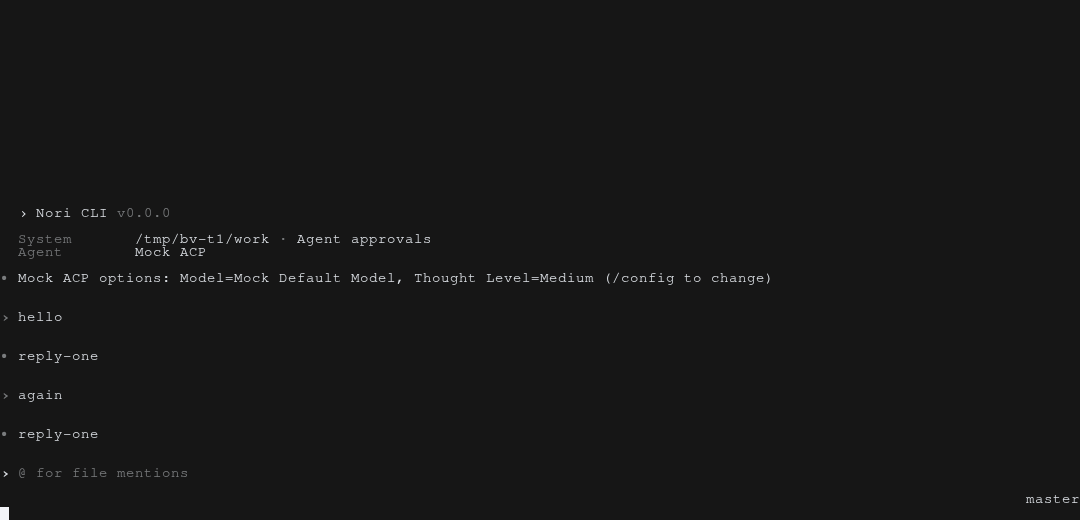 › Nori CLI v0.0.0
System /tmp/bv-t1/work · Agent approvals
Agent Mock ACP
• Mock ACP options: Model=Mock Default Model, Thought Level=Medium (/config to change)
› hello
• reply-one
› again
• reply-one
› @ for file mentions
master